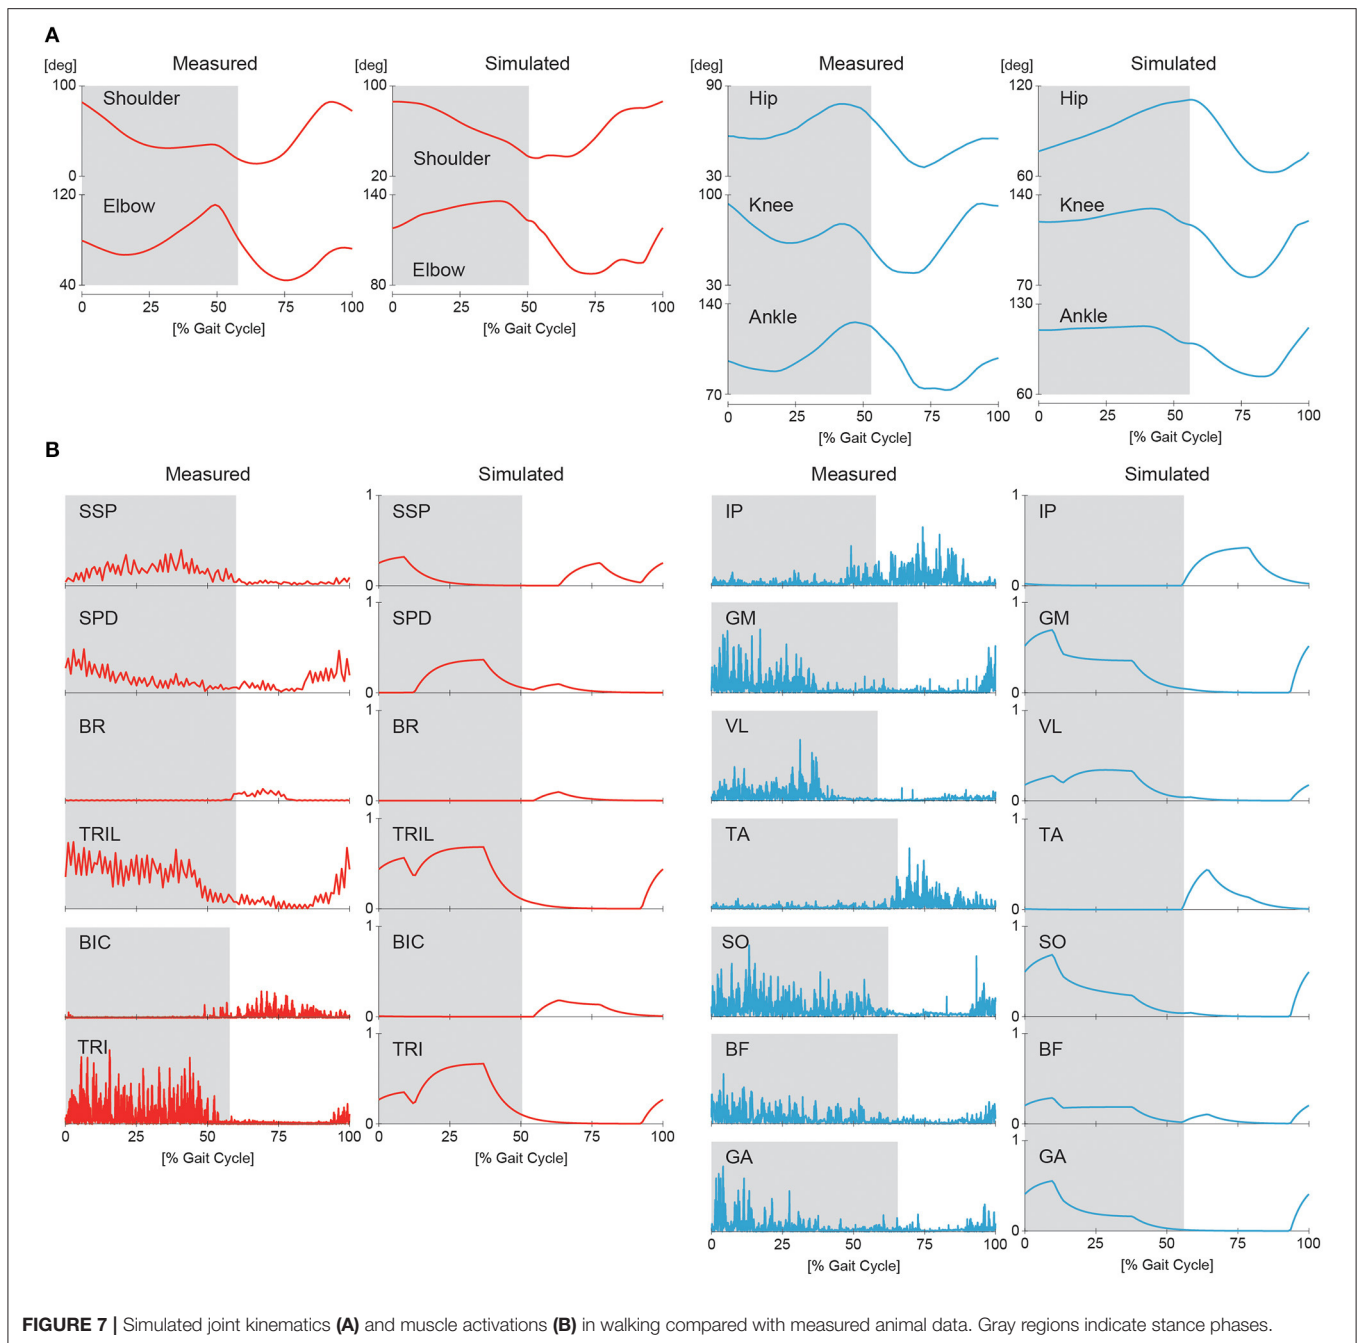 A
Measured Simulated Measured Simulated
[deg] [deg] [deg] [deg]
100 Shoulder 0
120 Elbow 40
0 25 50 75 100
[% Gait Cycle]
100 Shoulder 20
140 Elbow 80
0 25 50 75 100
[% Gait Cycle]
90 Hip 30
100 Knee 30
140 Ankle 70
0 25 50 75 100
[% Gait Cycle]
120 Hip 60
140 Knee 70
130 Ankle 60
0 25 50 75 100
[% Gait Cycle]
B
Measured Simulated Measured Simulated
SSP
SPD
BR
TRIL
BIC
TRI
0 25 50 75 100
[% Gait Cycle]
1 SSP 0
1 SPD 0
1 BR 0
1 TRIL 0
1 BIC 0
1 TRI 0
0 25 50 75 100
[% Gait Cycle]
IP
GM
VL
TA
SO
BF
GA
0 25 50 75 100
[% Gait Cycle]
1 IP 0
1 GM 0
1 VL 0
1 TA 0
1 SO 0
1 BF 0
1 GA 0
0 25 50 75 100
[% Gait Cycle]
FIGURE 7 | Simulated joint kinematics (A) and muscle activations (B) in walking compared with measured animal data. Gray regions indicate stance phases.